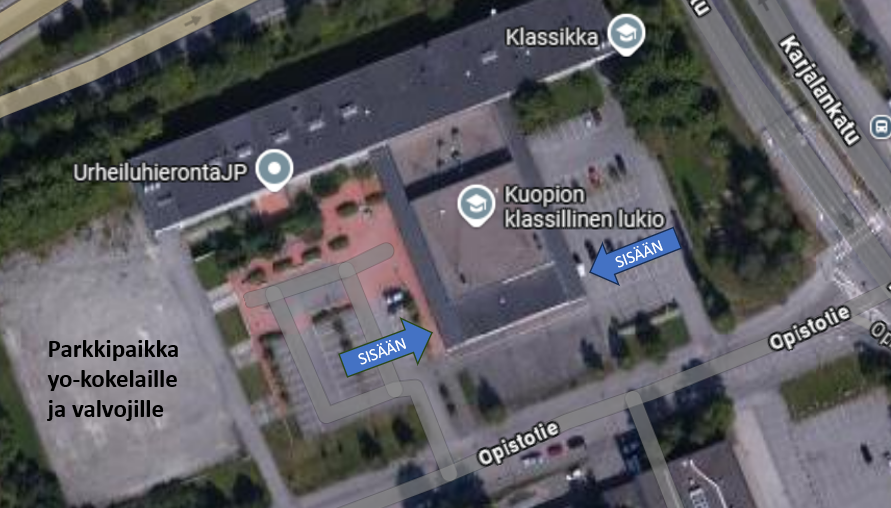 Klassikka
Karjalankatu
UrheiluhierontaJP
Kuopion
klassillinen lukio
SISÄÄN
SISÄÄN
Opistotie
Parkkipaikka
yo-kokelaille
ja valvojille
Opistotie